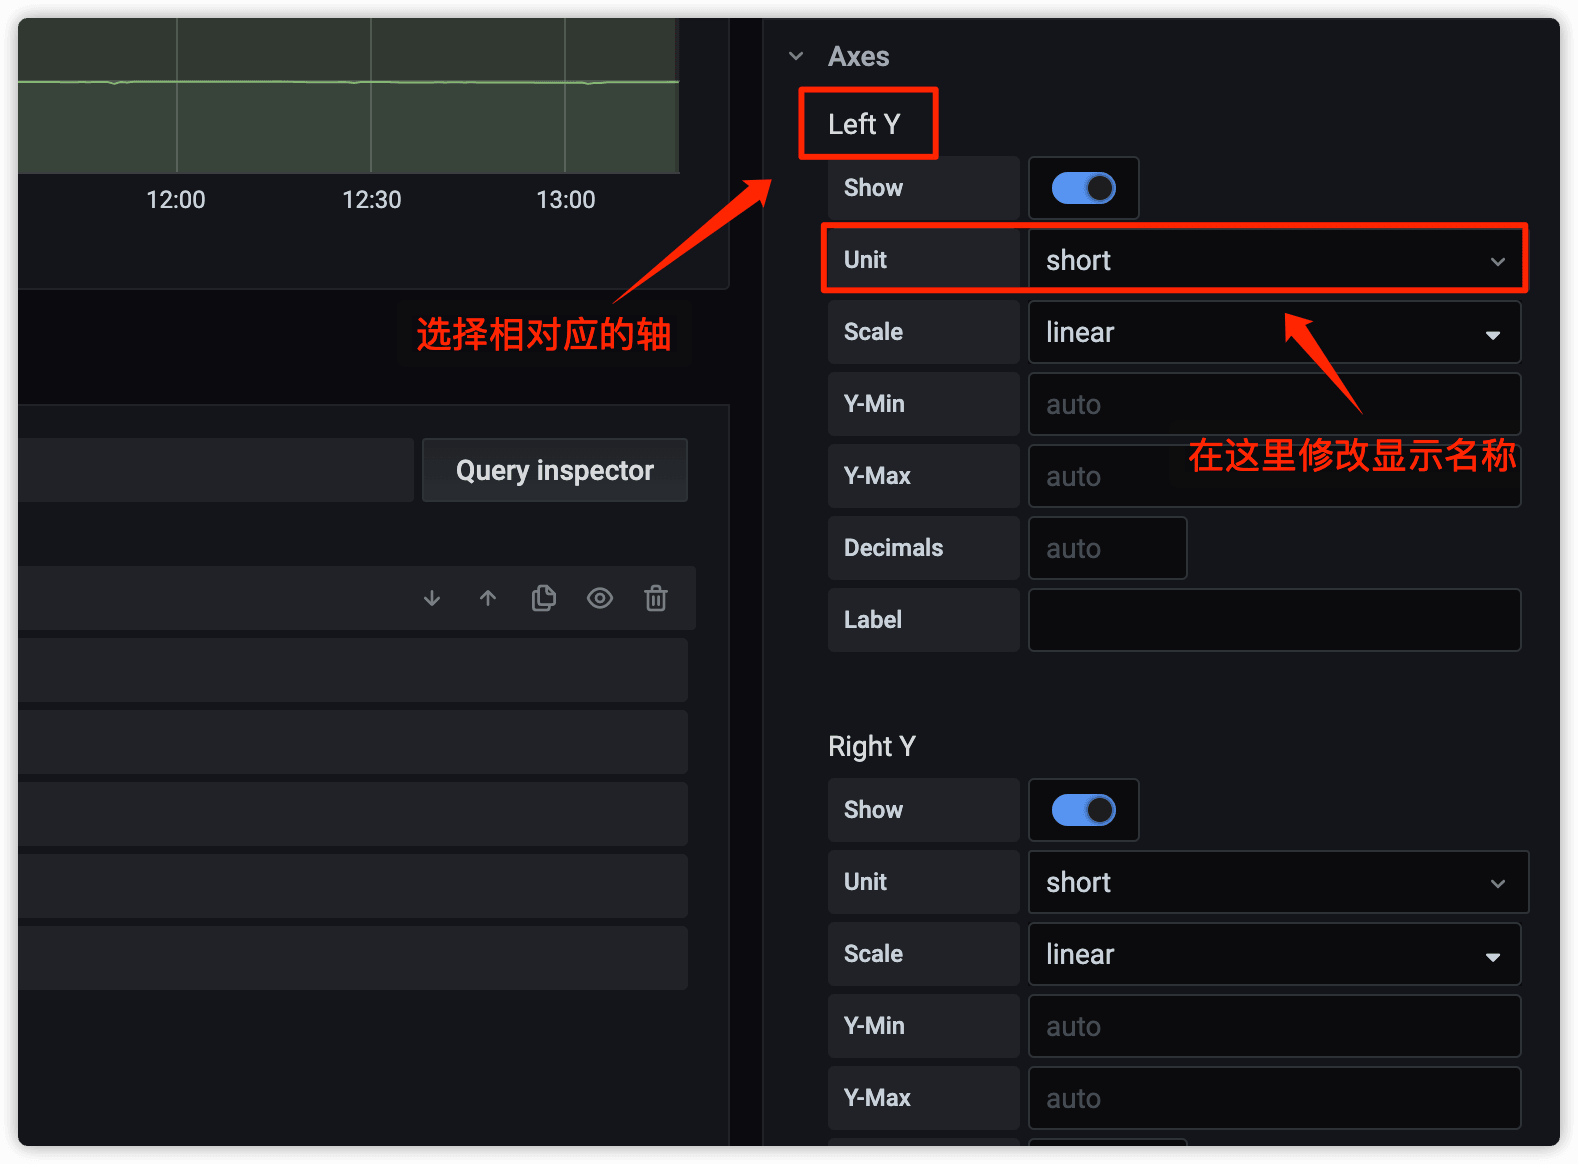 12:00 12:30 13:00
选择相对应的轴
Query inspector
Axes
Left Y
Show
Unit short
Scale linear
Y-Min auto
在这里修改显示名称
Y-Max auto
Decimals auto
Label
Right Y
Show
Unit short
Scale linear
Y-Min auto
Y-Max auto